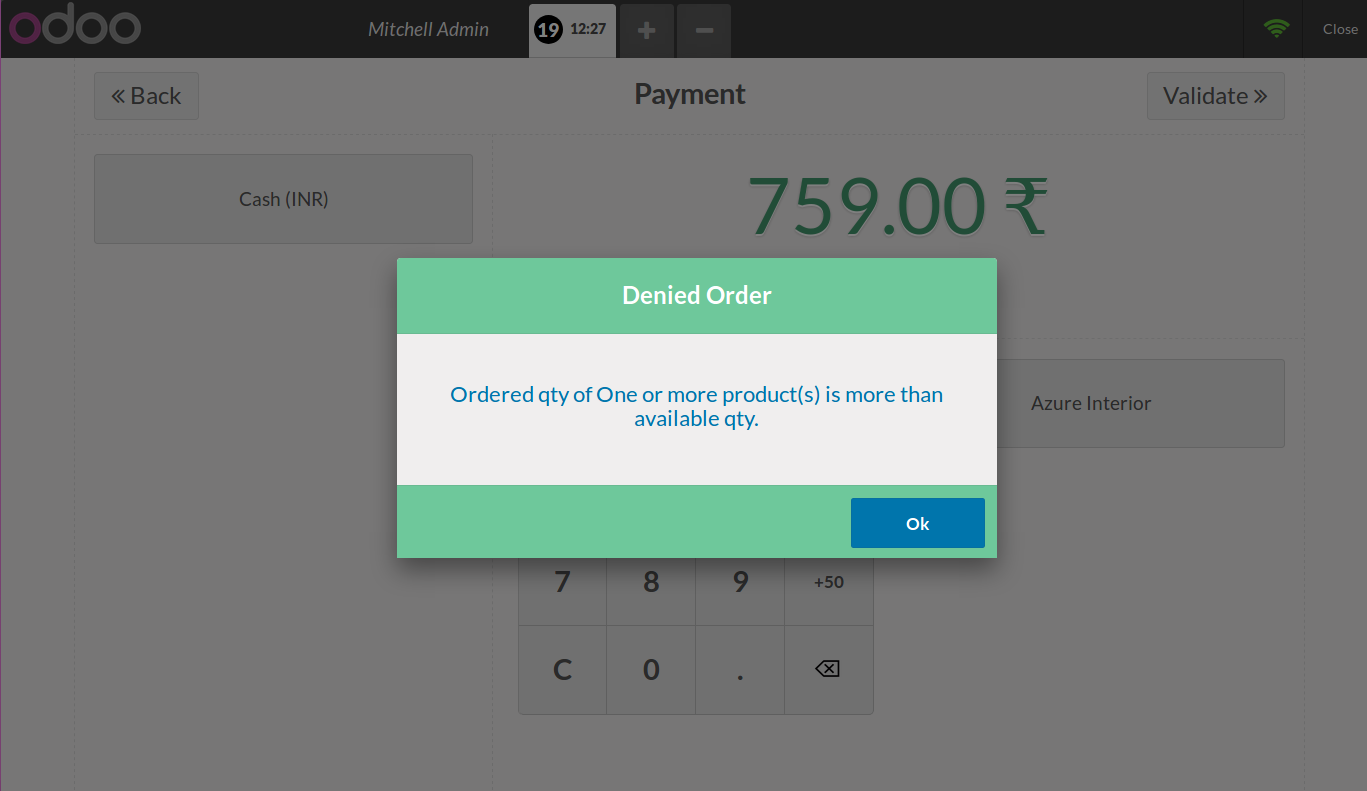 odoo
Mitchell Admin
19 12:27
Close
Back
Payment
Validate
Cash (INR)
759.00 ₹
Denied Order
Ordered qty of One or more product(s) is more than
available qty.
Ok
Azure Interior
7 8 9 +50
C 0 .